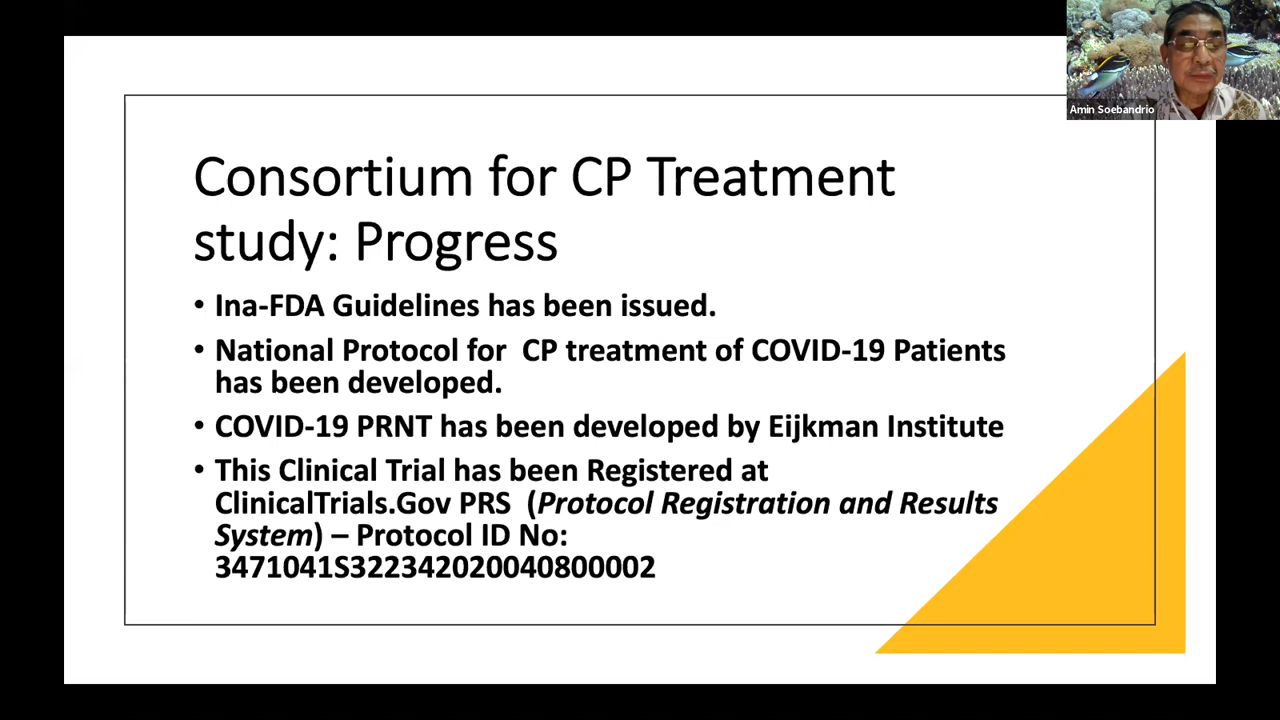 Amin Soebandrio
Consortium for CP Treatment
study: Progress
• Ina-FDA Guidelines has been issued.
• National Protocol for  CP treatment of COVID-19 Patients
has been developed.
• COVID-19 PRNT has been developed by Eijkman Institute
• This Clinical Trial has been Registered at
ClinicalTrials.Gov PRS  (Protocol Registration and Results
System) – Protocol ID No:
3471041S322342020040800002